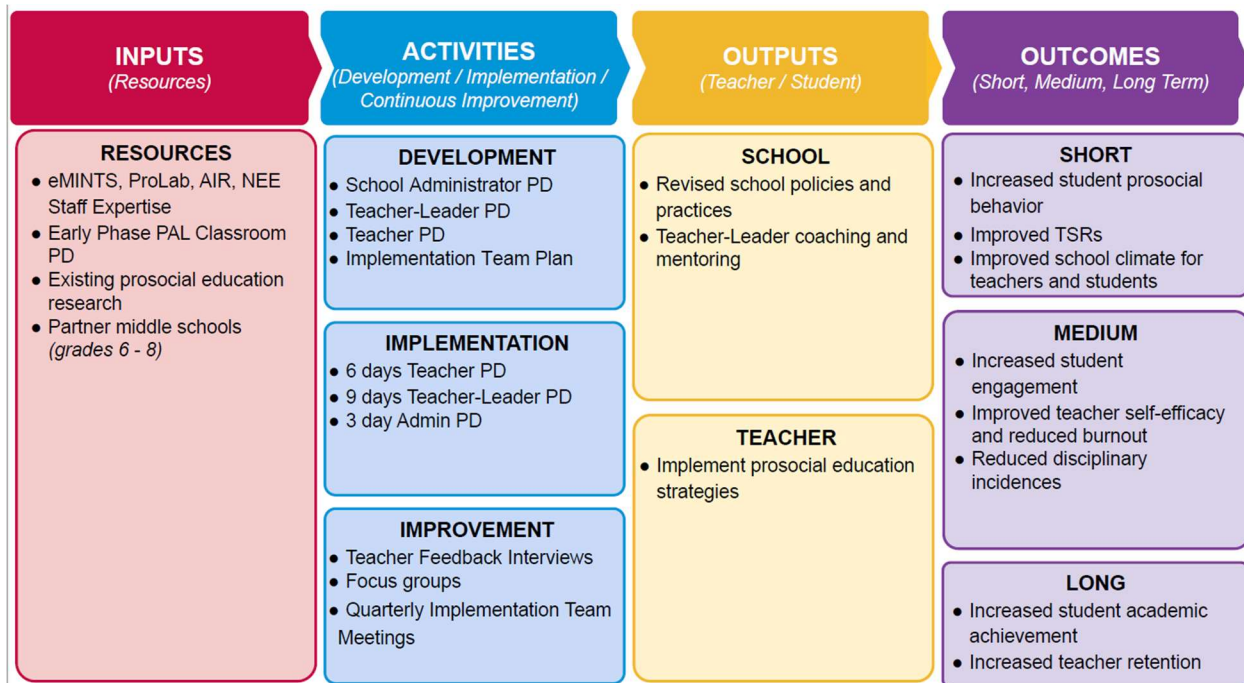 INPUTS
(Resources)
RESOURCES
● eMINTS, ProLab, AIR, NEE
Staff Expertise
● Early Phase PAL Classroom
PD
● Existing prosocial education
research
● Partner middle schools
(grades 6 - 8)
ACTIVITIES
(Development / Implementation /
Continuous Improvement)
DEVELOPMENT
● School Administrator PD
● Teacher-Leader PD
● Teacher PD
● Implementation Team Plan
IMPLEMENTATION
● 6 days Teacher PD
● 9 days Teacher-Leader PD
● 3 day Admin PD
IMPROVEMENT
● Teacher Feedback Interviews
● Focus groups
● Quarterly Implementation Team
Meetings
OUTPUTS
(Teacher / Student)
SCHOOL
● Revised school policies and
practices
● Teacher-Leader coaching and
mentoring
TEACHER
● Implement prosocial education
strategies
OUTCOMES
(Short, Medium, Long Term)
SHORT
● Increased student prosocial
behavior
● Improved TSRs
● Improved school climate for
teachers and students
MEDIUM
● Increased student
engagement
● Improved teacher self-efficacy
and reduced burnout
● Reduced disciplinary
incidences
LONG
● Increased student academic
achievement
● Increased teacher retention